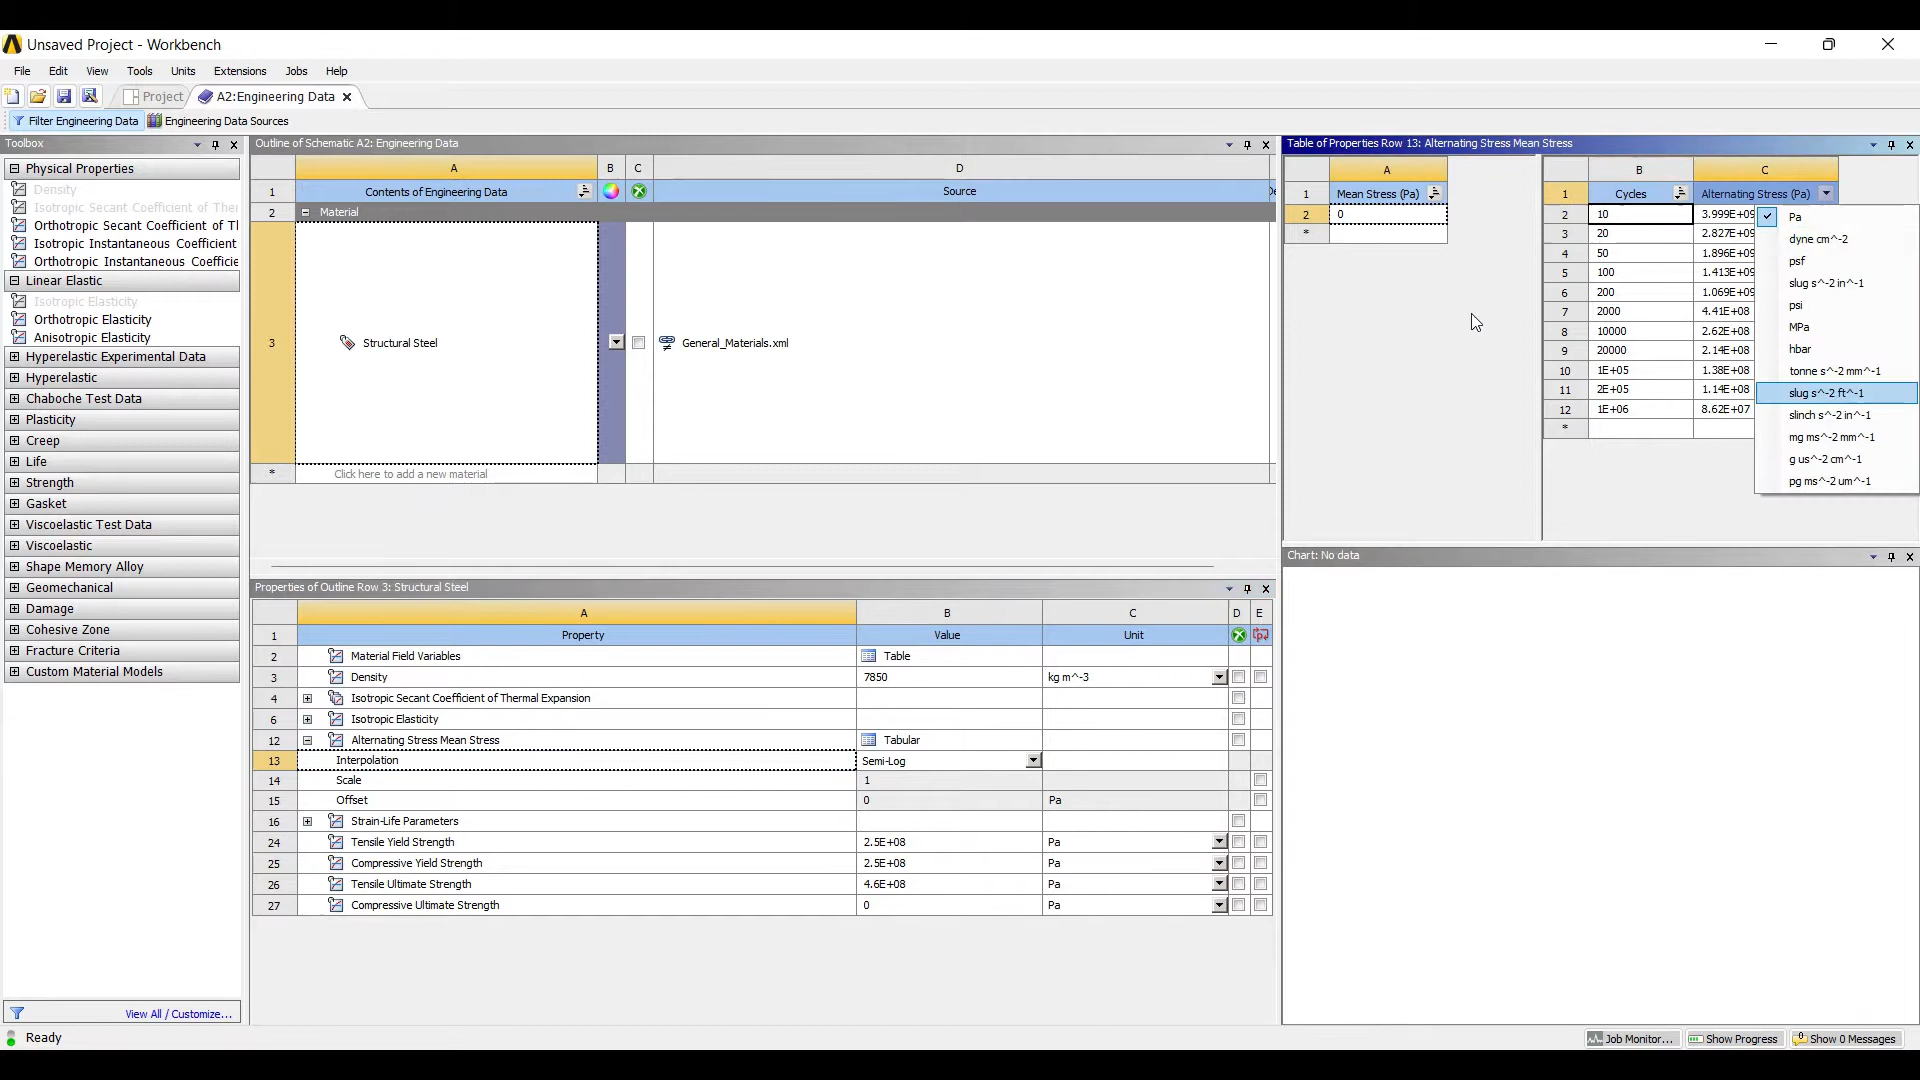 Unsaved Project - Workbench
File Edit View Tools Units Extensions Jobs Help
Project A2:Engineering Data
Filter Engineering Data Engineering Data Sources
Toolbox
Physical Properties
Density
Isotropic Secant Coefficient of Ther
Orthotropic Secant Coefficient of Tl
Isotropic Instantaneous Coefficient
Orthotropic Instantaneous Coefficie
Linear Elastic
Isotropic Elasticity
Orthotropic Elasticity
Anisotropic Elasticity
Hyperelastic Experimental Data
Hyperelastic
Chaboche Test Data
Plasticity
Creep
Life
Strength
Gasket
Viscoelastic Test Data
Viscoelastic
Shape Memory Alloy
Geomechanical
Damage
Cohesive Zone
Fracture Criteria
Custom Material Models
View All / Customize...
Outline of Schematic A2: Engineering Data
A B C D
1 Contents of Engineering Data Source
2 Material
3 Structural Steel General_Materials.xml
* Click here to add a new material
Properties of Outline Row 3: Structural Steel
A B C D E
1 Property Value Unit
2 Material Field Variables Table
3 Density 7850 kg m^-3
4 Isotropic Secant Coefficient of Thermal Expansion
6 Isotropic Elasticity
12 Alternating Stress Mean Stress Tabular
13 Interpolation Semi-Log
14 Scale 1
15 Offset 0 Pa
16 Strain-Life Parameters
24 Tensile Yield Strength 2.5E+08 Pa
25 Compressive Yield Strength 2.5E+08 Pa
26 Tensile Ultimate Strength 4.6E+08 Pa
27 Compressive Ultimate Strength 0 Pa
Table of Properties Row 13: Alternating Stress Mean Stress
A
1 Mean Stress (Pa)
2 0
*
B C
1 Cycles Alternating Stress (Pa)
2 10 3.999E+09
3 20 2.827E+09
4 50 1.896E+09
5 100 1.413E+09
6 200 1.069E+09
7 2000 4.41E+08
8 10000 2.62E+08
9 20000 2.14E+08
10 1E+05 1.38E+08
11 2E+05 1.14E+08
12 1E+06 8.62E+07
*
Pa
dyne cm^-2
psf
slug s^-2 in^-1
psi
MPa
hbar
tonne s^-2 mm^-1
slug s^-2 ft^-1
slinch s^-2 in^-1
mg ms^-2 mm^-1
g us^-2 cm^-1
pg ms^-2 um^-1
Chart: No data
Ready
Job Monitor... Show Progress Show 0 Messages